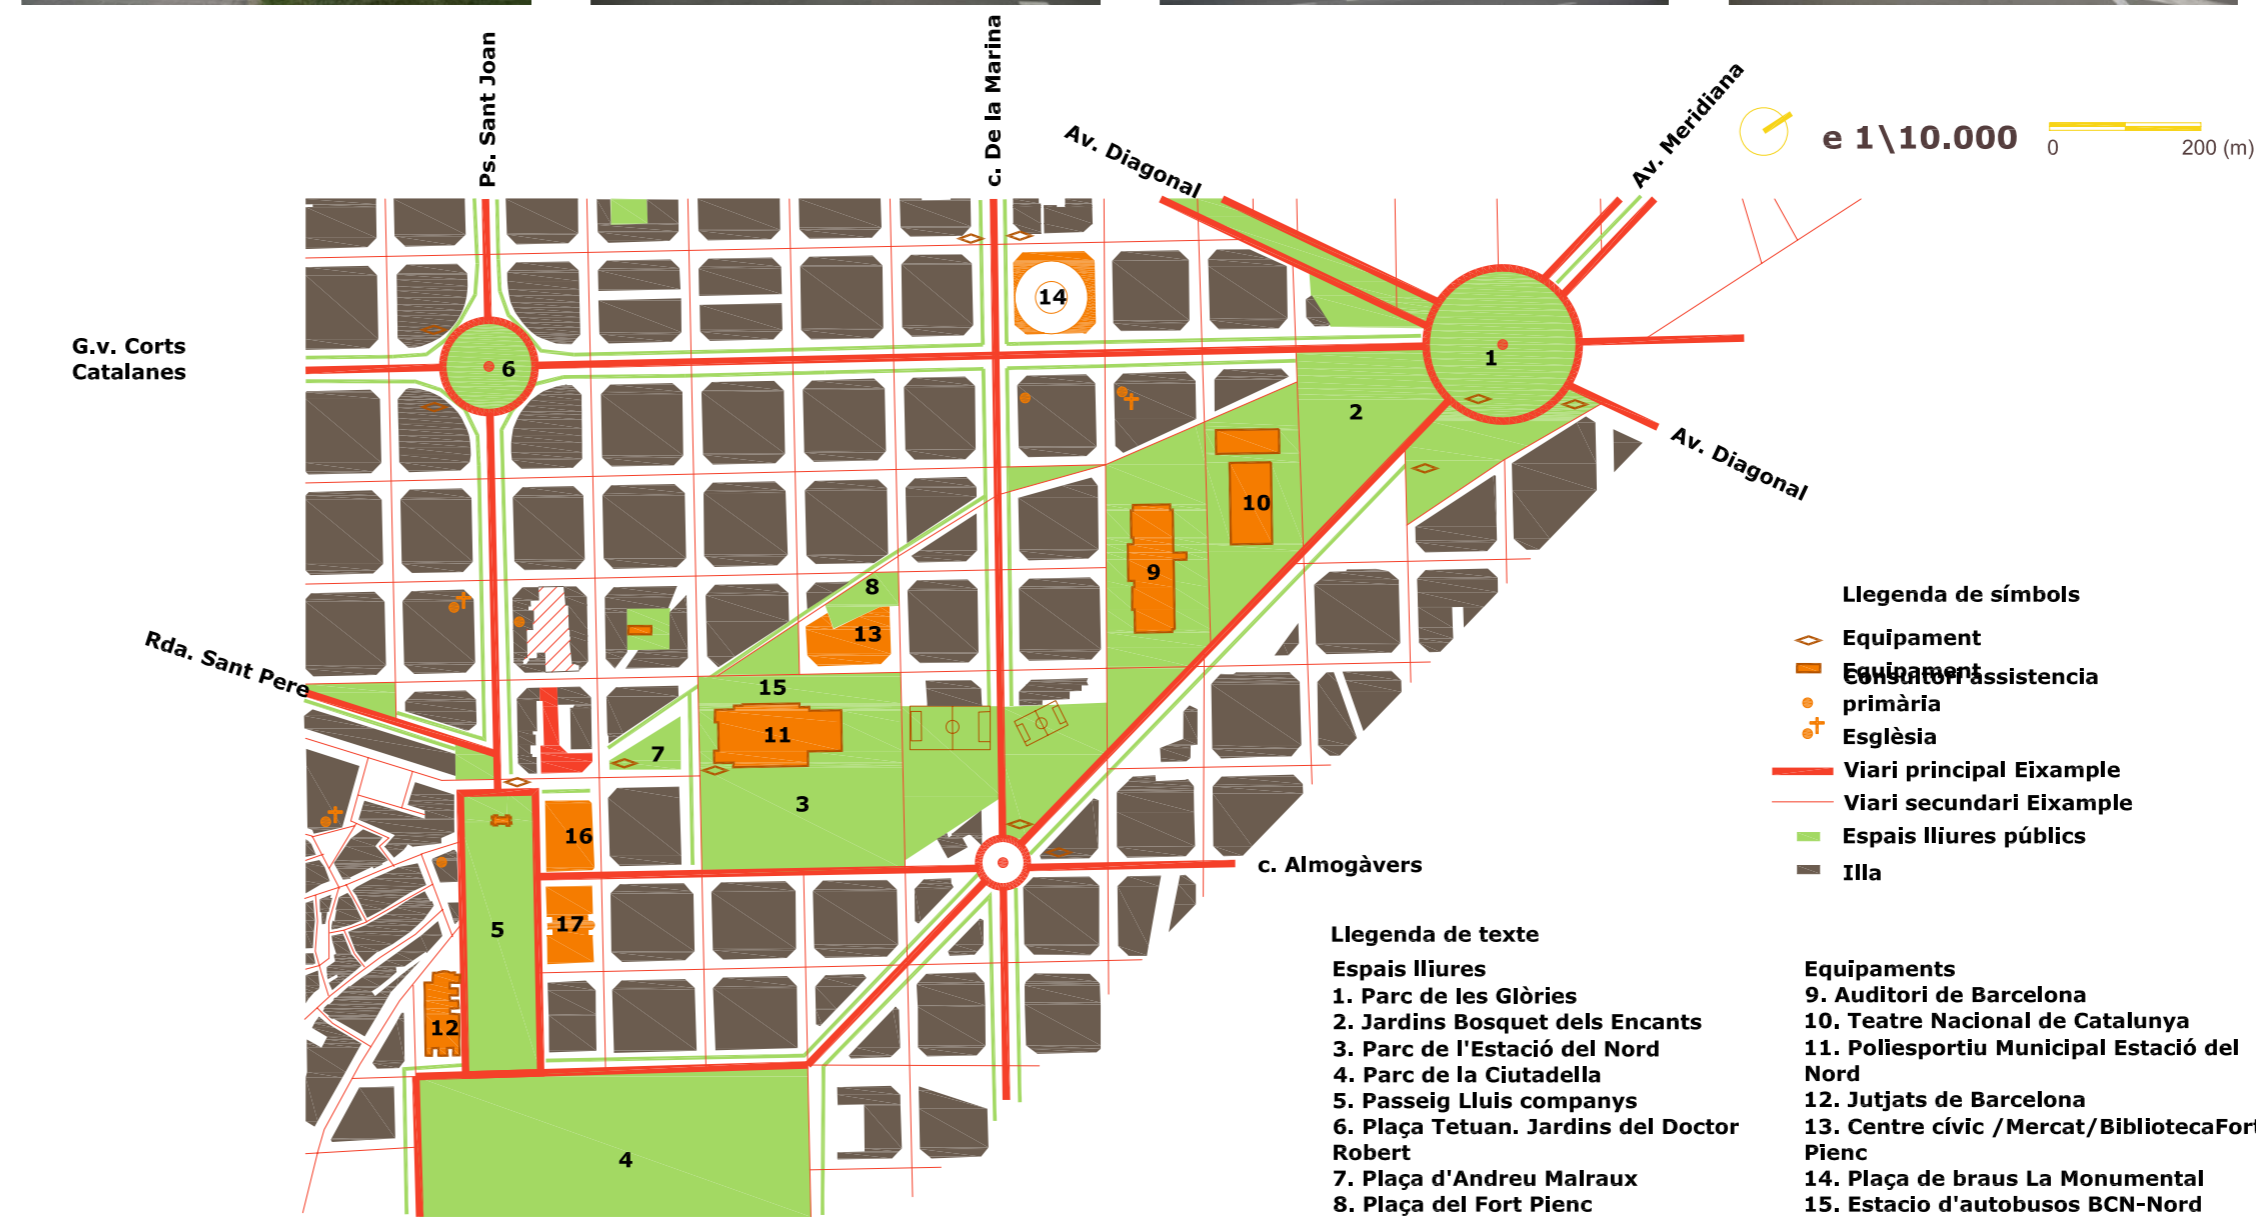 Ps. Sant Joan
c. De la Marina
Av. Diagonal
Av. Meridiana
e 1\10.000
0
200 (m)
G.v. Corts
Catalanes
14
6
1
2
Av. Diagonal
10
9
8
13
Rda. Sant Pere
15
11
7
3
16
c. Almogàvers
5
17
12
4
Llegenda de símbols
Equipament
Equipament
Consultori assistencia
primària
Esglèsia
Viari principal Eixample
Viari secundari Eixample
Espais lliures públics
Illa
Llegenda de texte
Espais lliures
1. Parc de les Glòries
2. Jardins Bosquet dels Encants
3. Parc de l'Estació del Nord
4. Parc de la Ciutadella
5. Passeig Lluis companys
6. Plaça Tetuan. Jardins del Doctor
Robert
7. Plaça d'Andreu Malraux
8. Plaça del Fort Pienc
Equipaments
9. Auditori de Barcelona
10. Teatre Nacional de Catalunya
11. Poliesportiu Municipal Estació del
Nord
12. Jutjats de Barcelona
13. Centre cívic /Mercat/BibliotecaFort
Pienc
14. Plaça de braus La Monumental
15. Estacio d'autobusos BCN-Nord